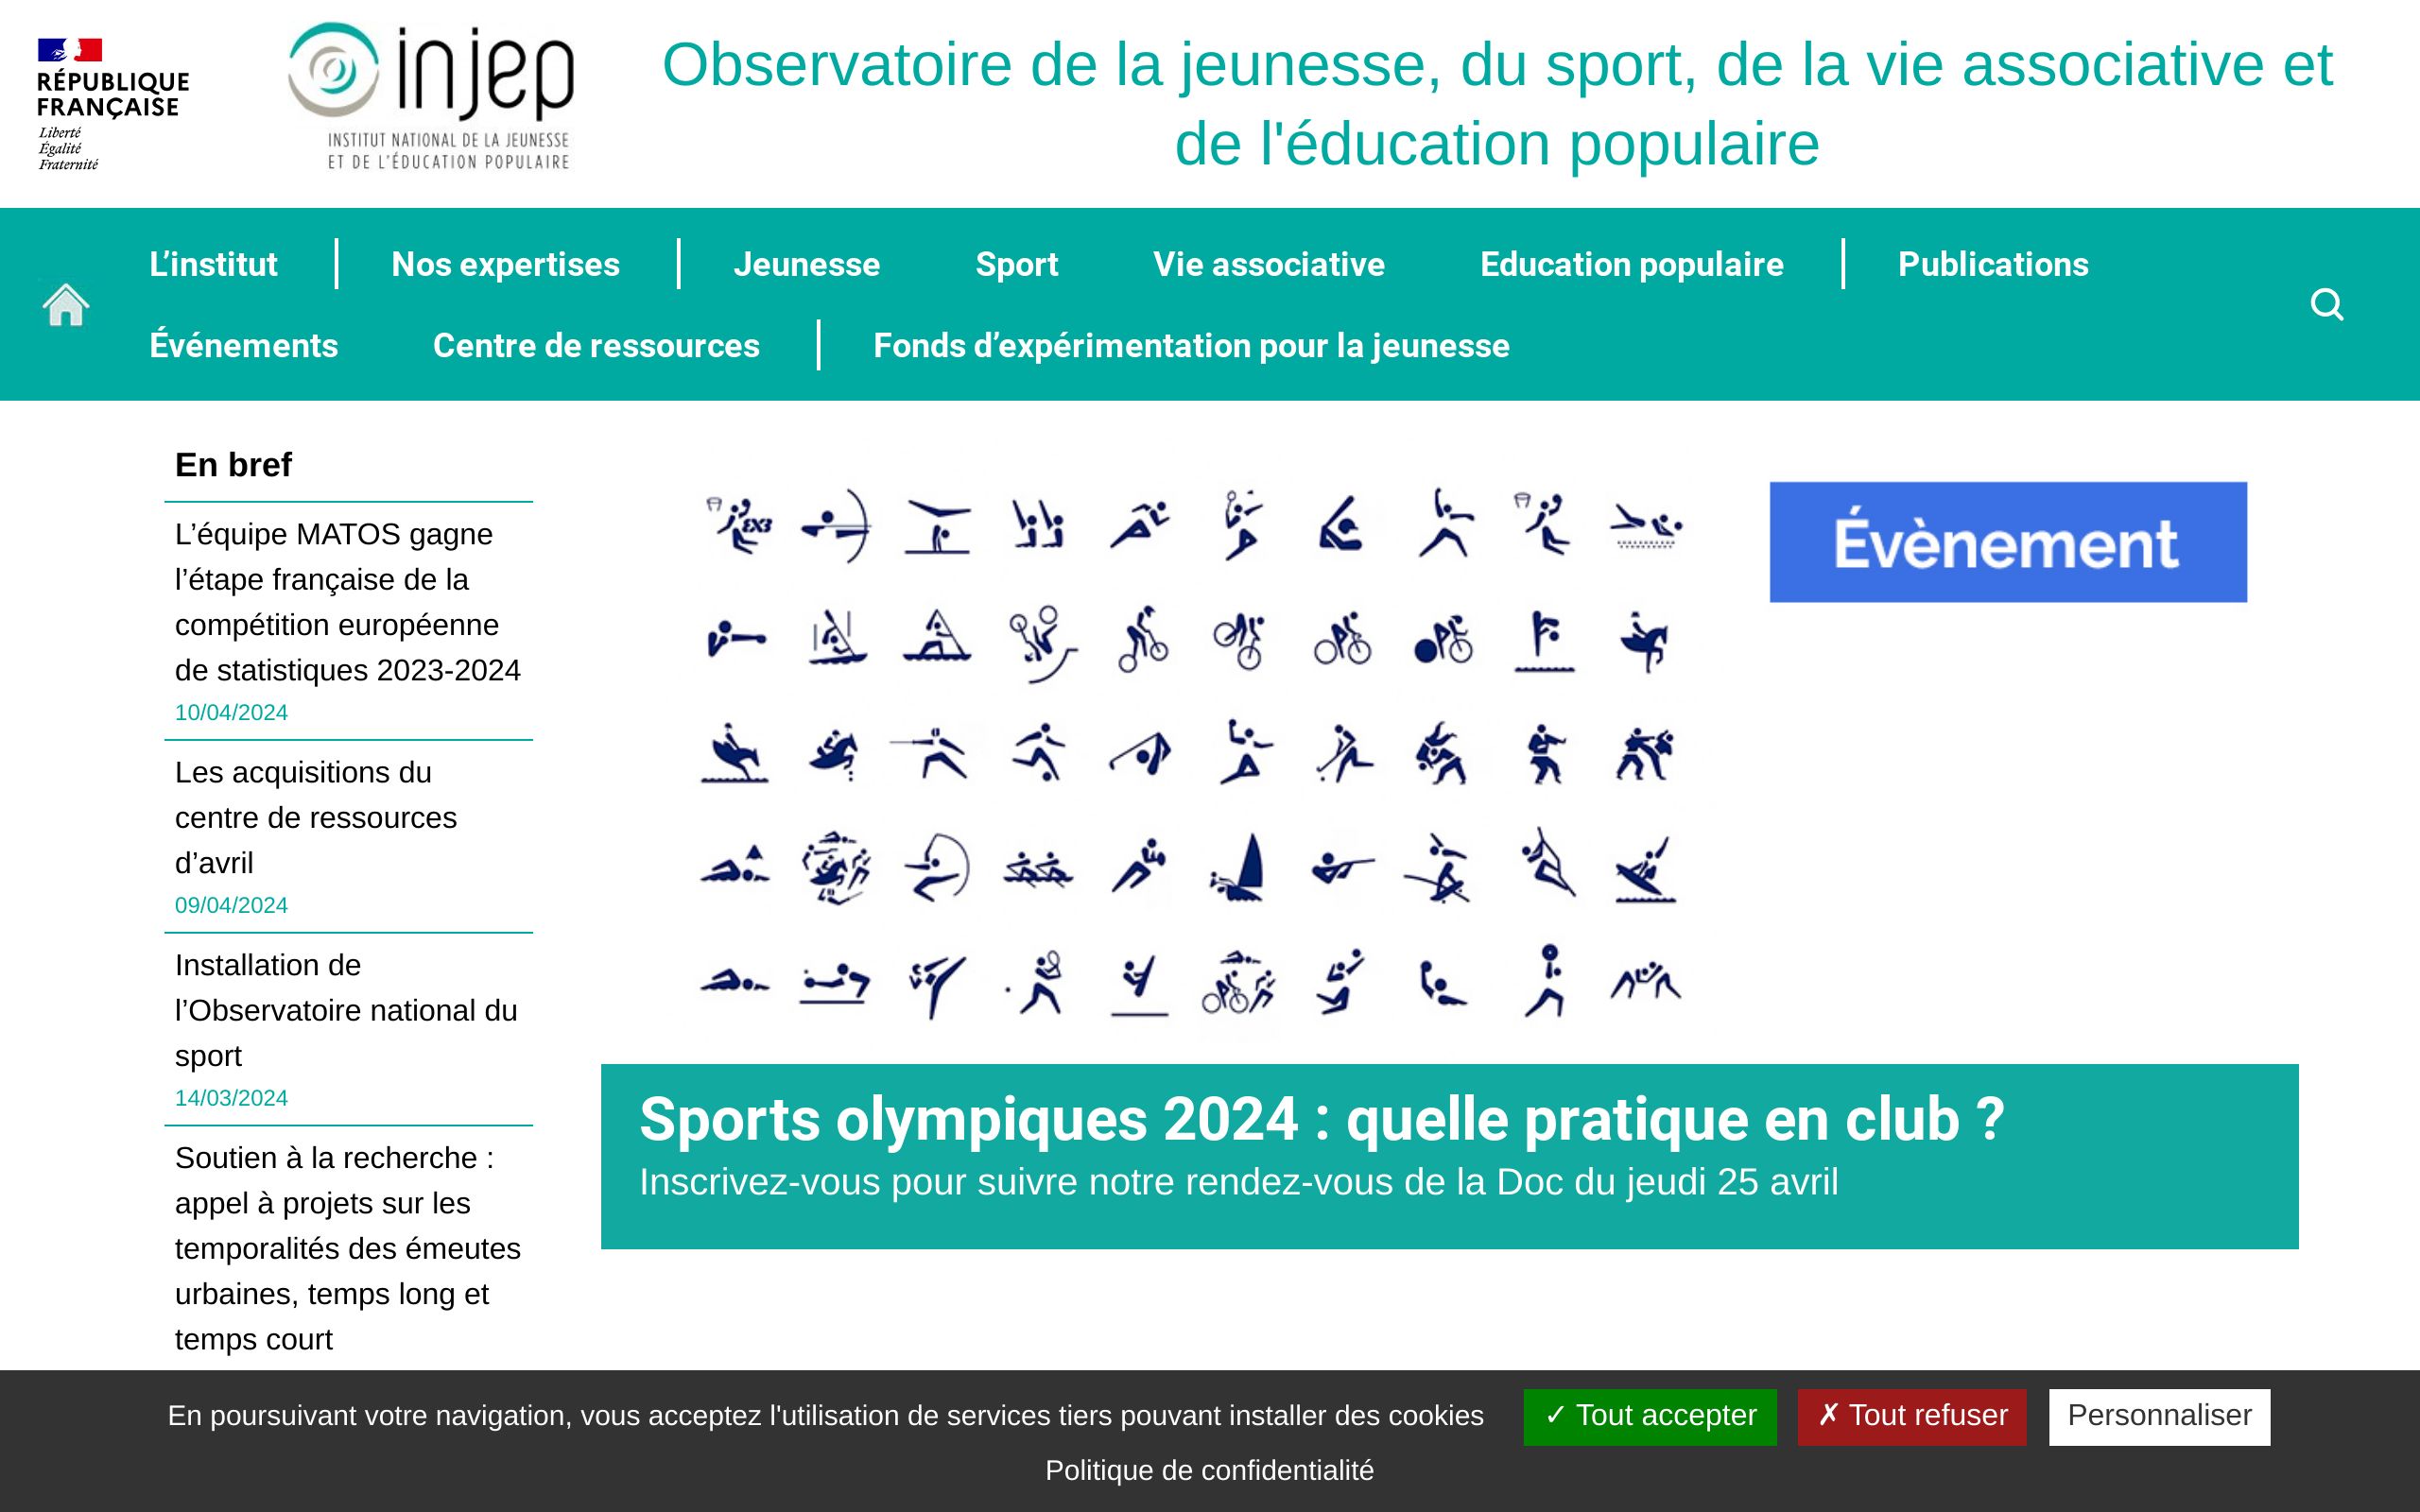 RÉPUBLIQUE
FRANÇAISE
Liberté
Égalité
Fraternité
injep
INSTITUT NATIONAL DE LA JEUNESSE
ET DE L'ÉDUCATION POPULAIRE
Observatoire de la jeunesse, du sport, de la vie associative et
de l'éducation populaire
L’institut
Nos expertises
Jeunesse
Sport
Vie associative
Education populaire
Publications
Événements
Centre de ressources
Fonds d’expérimentation pour la jeunesse
En bref
L’équipe MATOS gagne
l’étape française de la
compétition européenne
de statistiques 2023-2024
10/04/2024
Les acquisitions du
centre de ressources
d’avril
09/04/2024
Installation de
l’Observatoire national du
sport
14/03/2024
Soutien à la recherche :
appel à projets sur les
temporalités des émeutes
urbaines, temps long et
temps court
EX3
Évènement
Sports olympiques 2024 : quelle pratique en club ?
Inscrivez-vous pour suivre notre rendez-vous de la Doc du jeudi 25 avril
En poursuivant votre navigation, vous acceptez l'utilisation de services tiers pouvant installer des cookies
✓ Tout accepter
✗ Tout refuser
Personnaliser
Politique de confidentialité